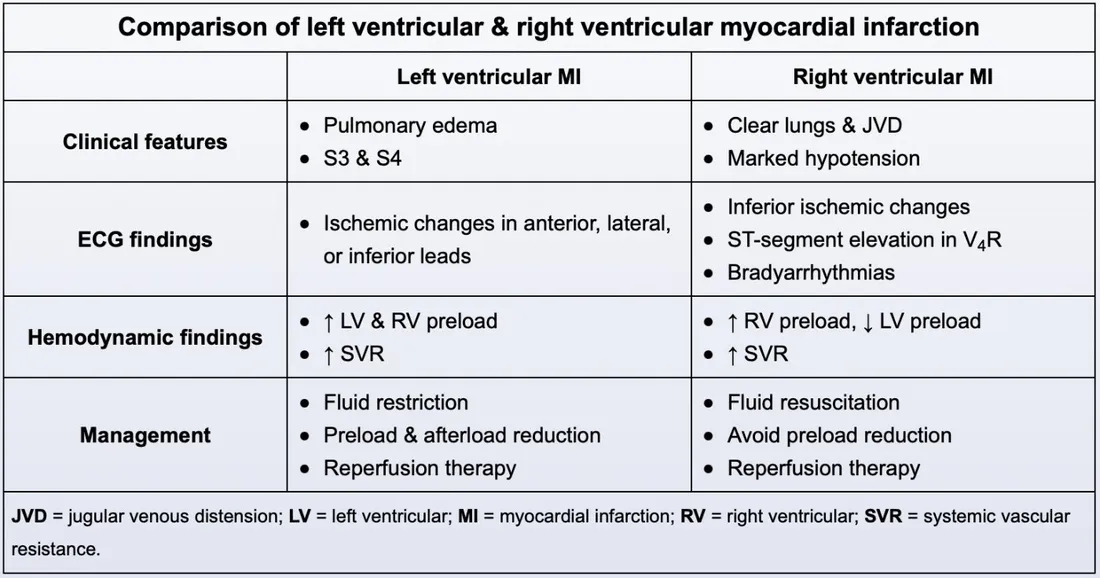 Comparison of left ventricular & right ventricular myocardial infarction
Left ventricular MI
Right ventricular MI
Clinical features
• Pulmonary edema
• S3 & S4
• Clear lungs & JVD
• Marked hypotension
ECG findings
• Ischemic changes in anterior, lateral,
or inferior leads
• Inferior ischemic changes
• ST-segment elevation in V₄R
• Bradyarrhythmias
Hemodynamic findings
• ↑ LV & RV preload
• ↑ SVR
• ↑ RV preload, ↓ LV preload
• ↑ SVR
Management
• Fluid restriction
• Preload & afterload reduction
• Reperfusion therapy
• Fluid resuscitation
• Avoid preload reduction
• Reperfusion therapy
JVD = jugular venous distension; LV = left ventricular; MI = myocardial infarction; RV = right ventricular; SVR = systemic vascular
resistance.